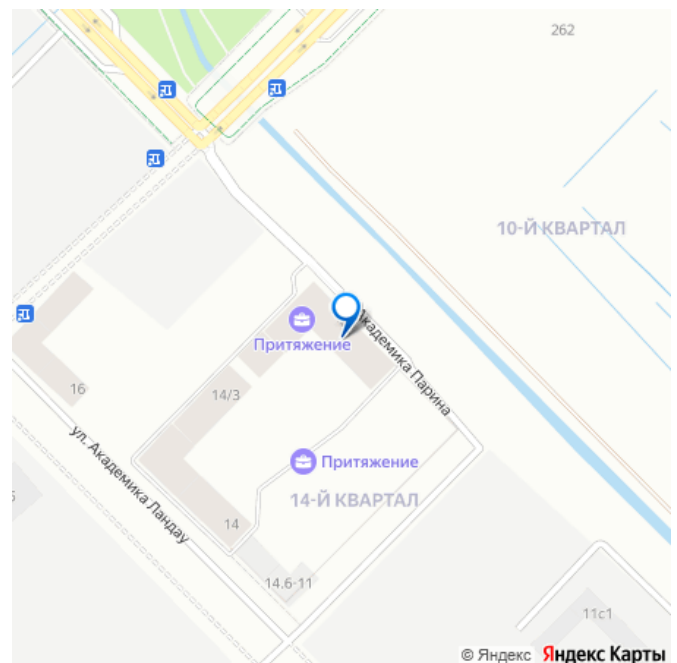 262
10-Й КВАРТАЛ
Притяжение
Академика Парина
14/3
16
ул. Академика Ландау
Притяжение
14-Й КВАРТАЛ
14
14.6-11
11с1
© Яндекс Яндекс Карты